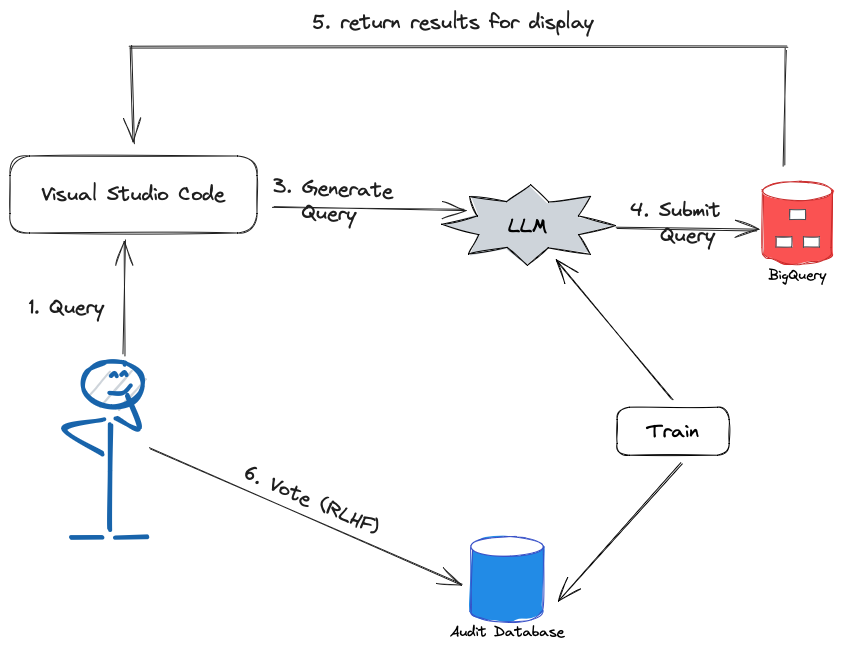 5. return results for display
Visual Studio Code
3. Generate
Query
LLM
4. Submit
Query
BigQuery
1. Query
Train
6. Vote (RLHF)
Audit Database